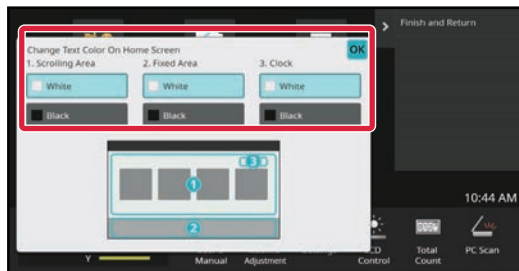 Finish and Return
Change Text Color On Home Screen
OK
1. Scrolling Area
2. Fixed Area
3. Clock
White
White
White
Black
Black
Black
3
1
2
10:44 AM
Y
Manual
Adjustment
Control
Total
Count
PC Scan